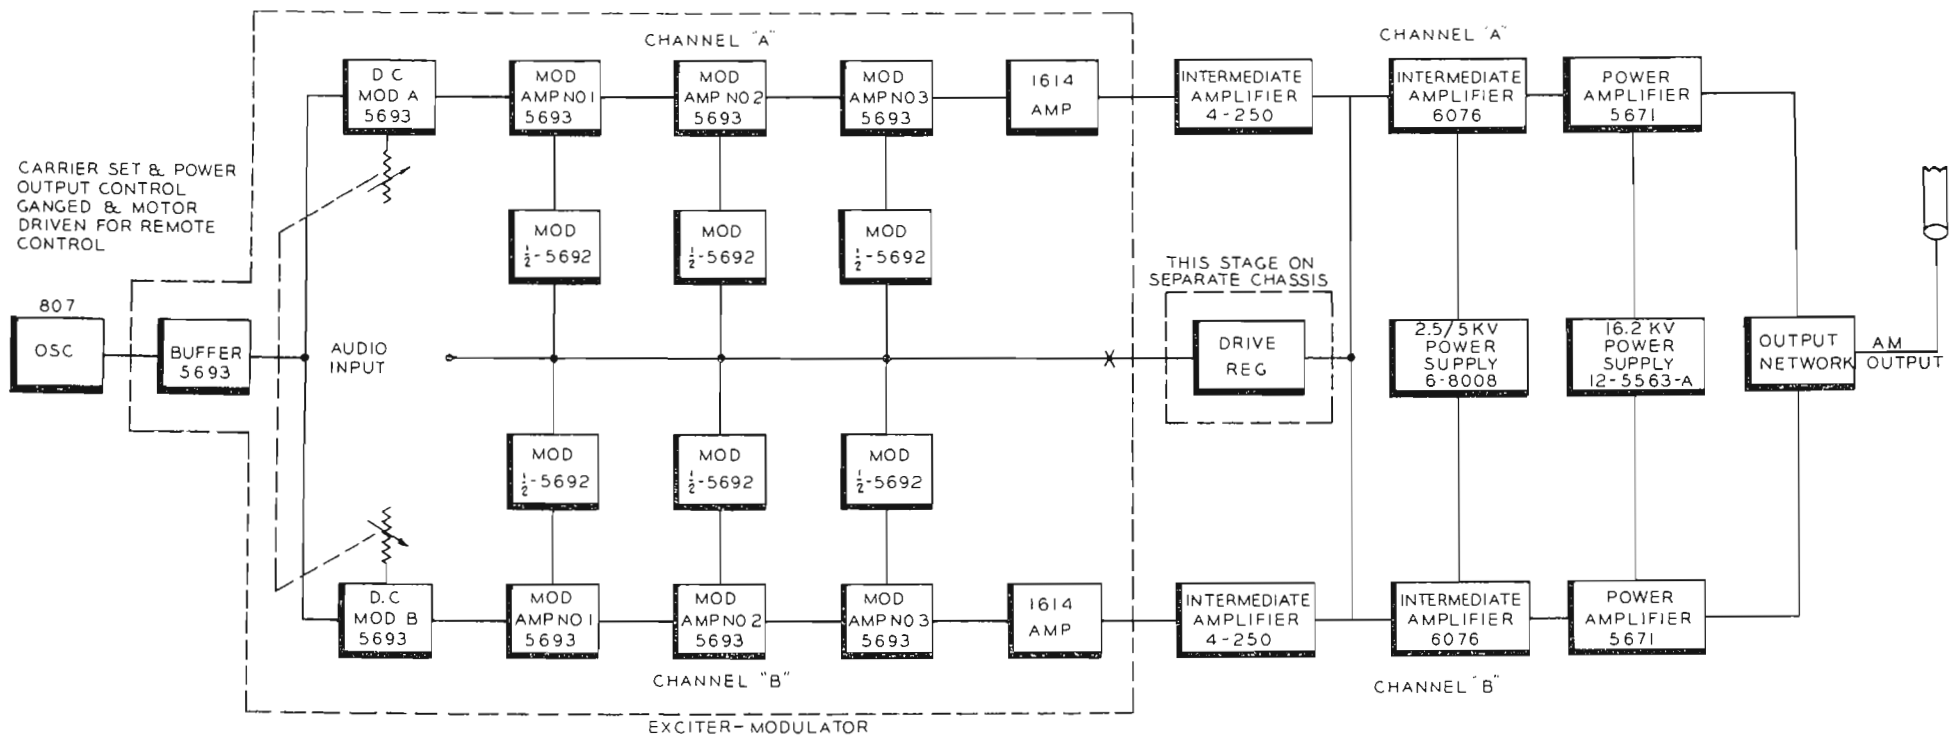 CHANNEL "A"
CHANNEL "A"
D C
MOD A
5693
MOD
AMP NO 1
5693
MOD
AMP NO 2
5693
MOD
AMP NO 3
5693
1614
AMP
INTERMEDIATE
AMPLIFIER
4-250
INTERMEDIATE
AMPLIFIER
6076
POWER
AMPLIFIER
5671
CARRIER SET & POWER
OUTPUT CONTROL
GANGED & MOTOR
DRIVEN FOR REMOTE
CONTROL
MOD
½-5692
MOD
½-5692
MOD
½-5692
THIS STAGE ON
SEPARATE CHASSIS
807
OSC
BUFFER
5693
AUDIO
INPUT
X
DRIVE
REG
2.5/5KV
POWER
SUPPLY
6-8008
16.2 KV
POWER
SUPPLY
12-5563-A
OUTPUT
NETWORK
AM
OUTPUT
MOD
½-5692
MOD
½-5692
MOD
½-5692
D.C
MOD B
5693
MOD
AMP NO 1
5693
MOD
AMP NO 2
5693
MOD
AMP NO 3
5693
1614
AMP
INTERMEDIATE
AMPLIFIER
4-250
INTERMEDIATE
AMPLIFIER
6076
POWER
AMPLIFIER
5671
CHANNEL "B"
CHANNEL "B"
EXCITER-MODULATOR